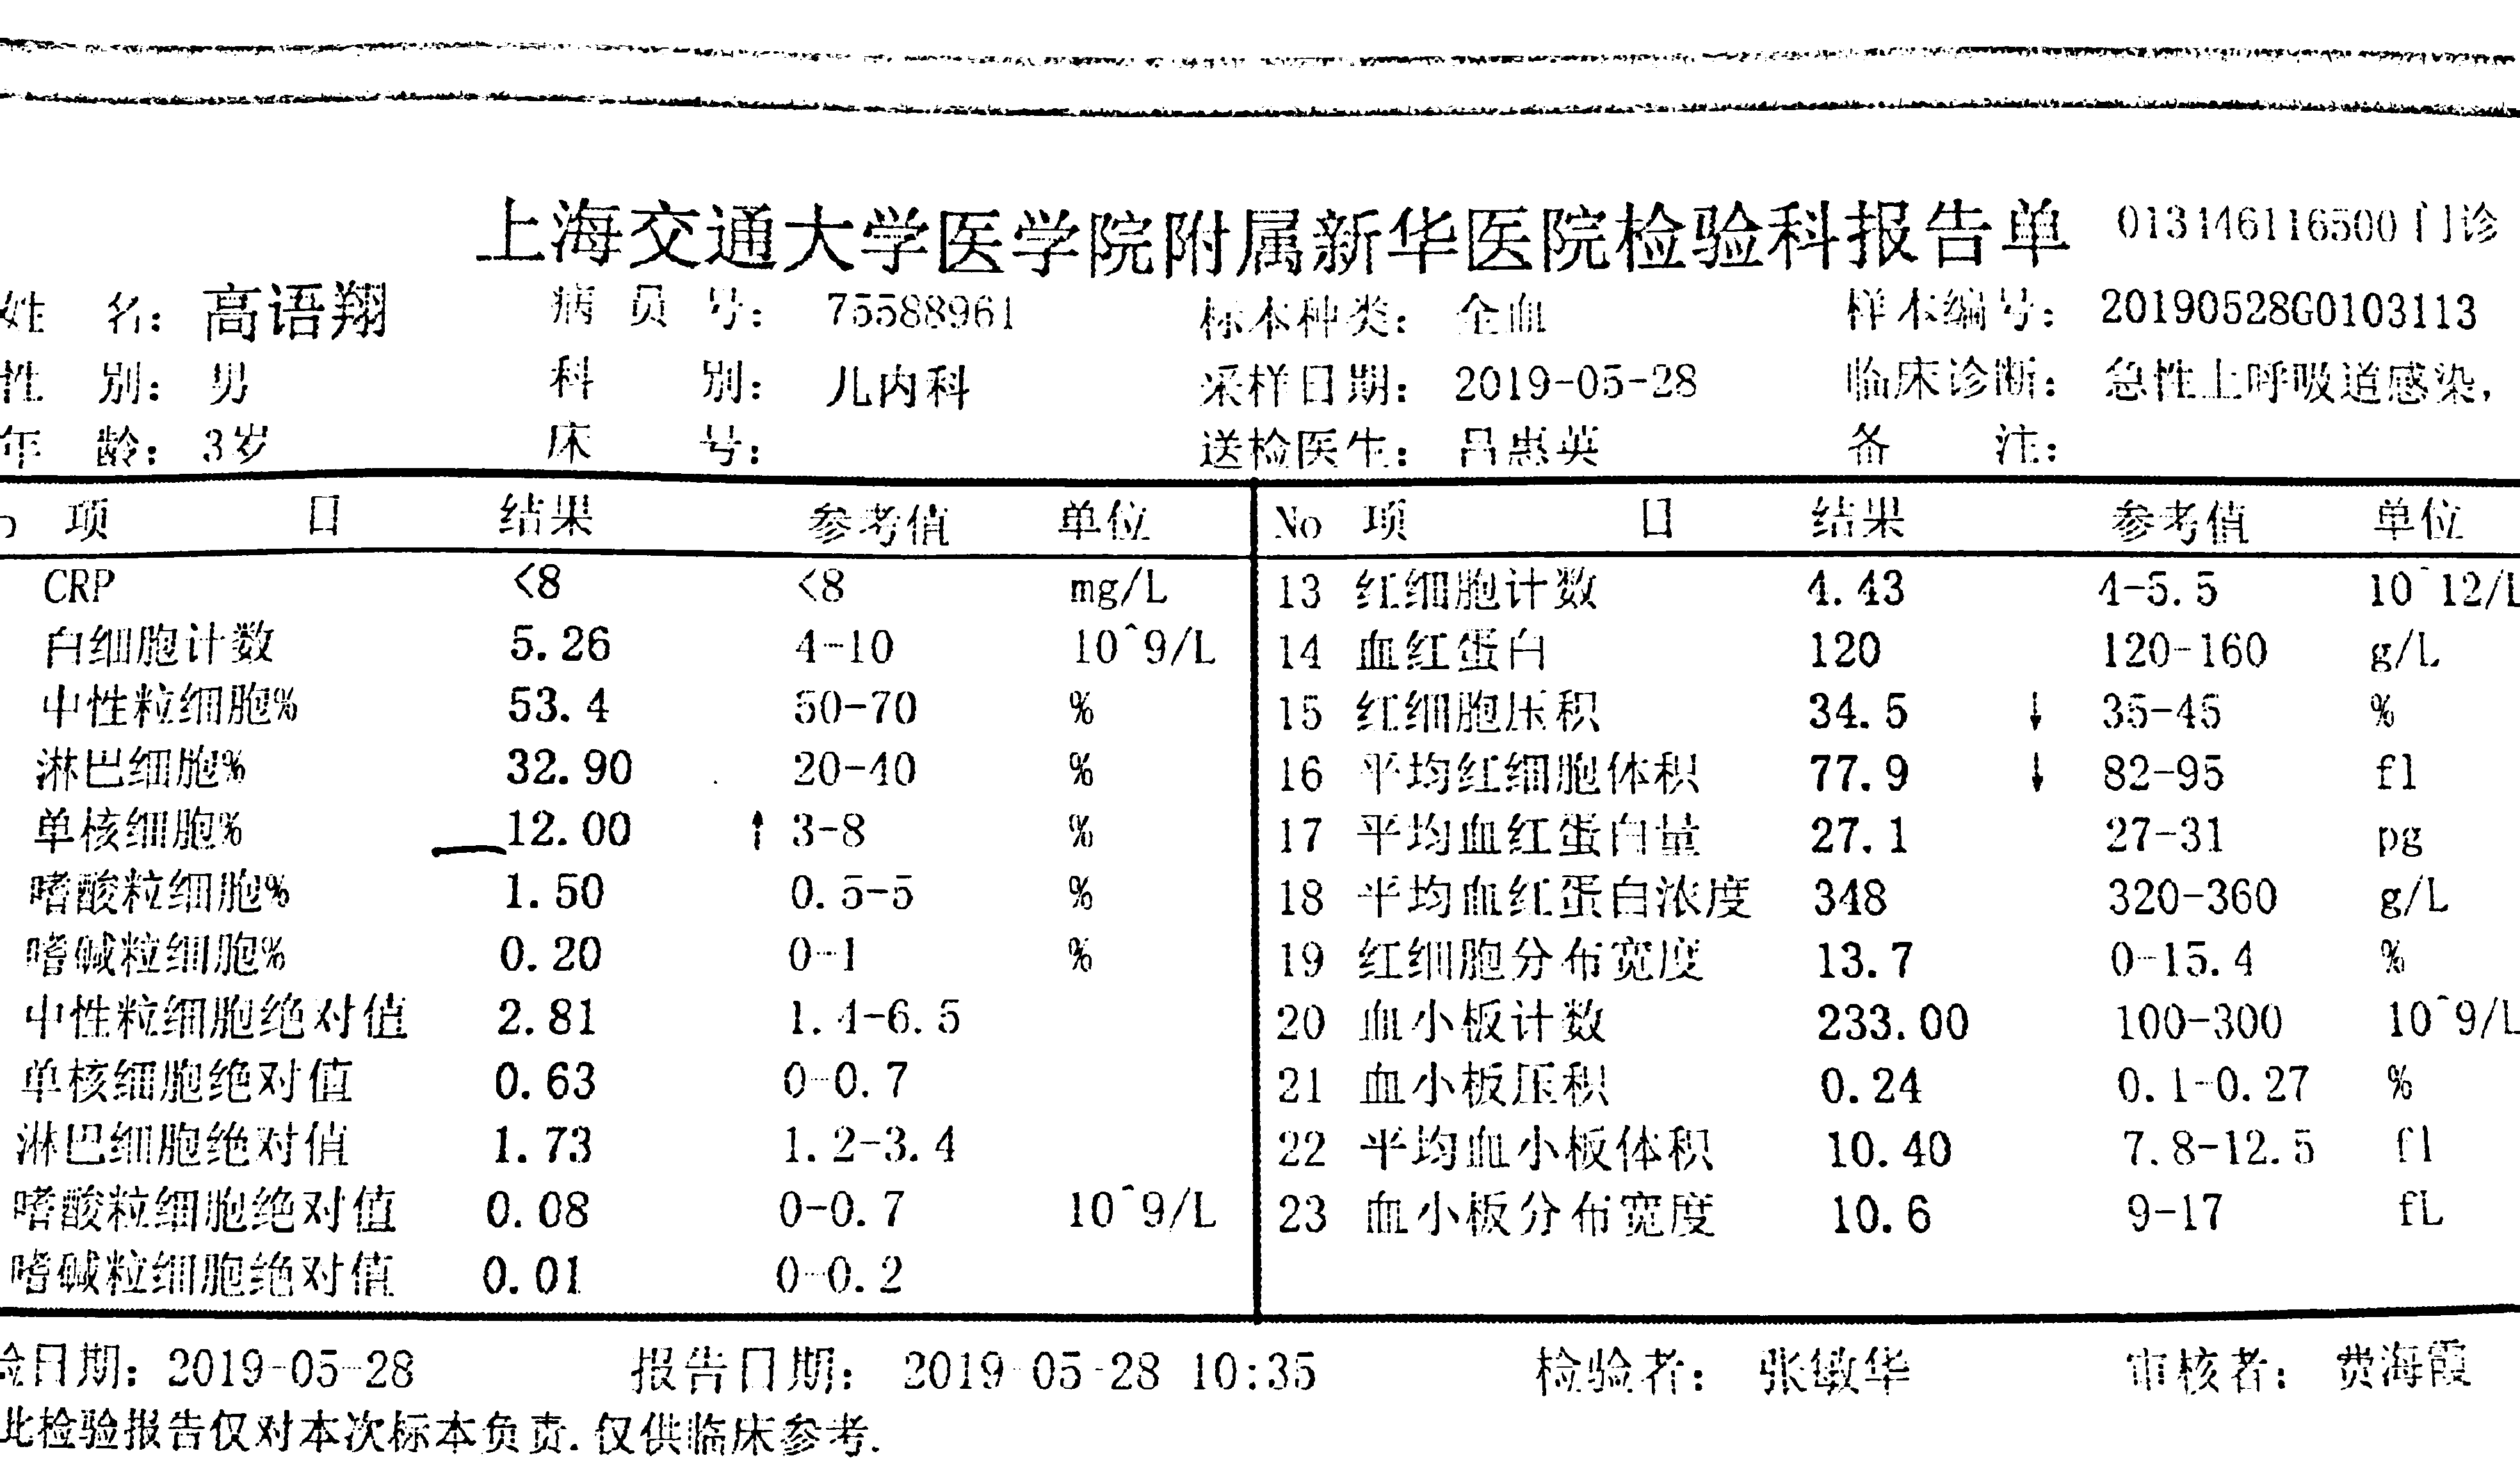 上海交通大学医学院附属新华医院检验科报告单 013146116500门诊
姓 名: 高语翔 病 员 号: 75588961 标本种类: 全血 样本编号: 20190528G0103113
性 别: 男 科 别: 儿内科 采样日期: 2019-05-28 临床诊断: 急性上呼吸道感染,
年 龄: 3岁 床 号: 送检医生: 吕惠英 备 注:
项 目 结果 参考值 单位 No 项 目 结果 参考值 单位
CRP <8 <8 mg/L 13 红细胞计数 4.43 4-5.5 10^12/L
白细胞计数 5.26 4-10 10^9/L 14 血红蛋白 120 120-160 g/L
中性粒细胞% 53.4 50-70 % 15 红细胞压积 34.5 ↓ 35-45 %
淋巴细胞% 32.90 20-40 % 16 平均红细胞体积 77.9 ↓ 82-95 fl
单核细胞% 12.00 ↑ 3-8 % 17 平均血红蛋白量 27.1 27-31 pg
嗜酸粒细胞% 1.50 0.5-5 % 18 平均血红蛋白浓度 348 320-360 g/L
嗜碱粒细胞% 0.20 0-1 % 19 红细胞分布宽度 13.7 0-15.4 %
中性粒细胞绝对值 2.81 1.4-6.5 20 血小板计数 233.00 100-300 10^9/L
单核细胞绝对值 0.63 0-0.7 21 血小板压积 0.24 0.1-0.27 %
淋巴细胞绝对值 1.73 1.2-3.4 22 平均血小板体积 10.40 7.8-12.5 fl
嗜酸粒细胞绝对值 0.08 0-0.7 10^9/L 23 血小板分布宽度 10.6 9-17 fL
嗜碱粒细胞绝对值 0.01 0-0.2
检日期: 2019-05-28 报告日期: 2019-05-28 10:35 检验者: 张敏华 审核者: 费海霞
此检验报告仅对本次标本负责.仅供临床参考.